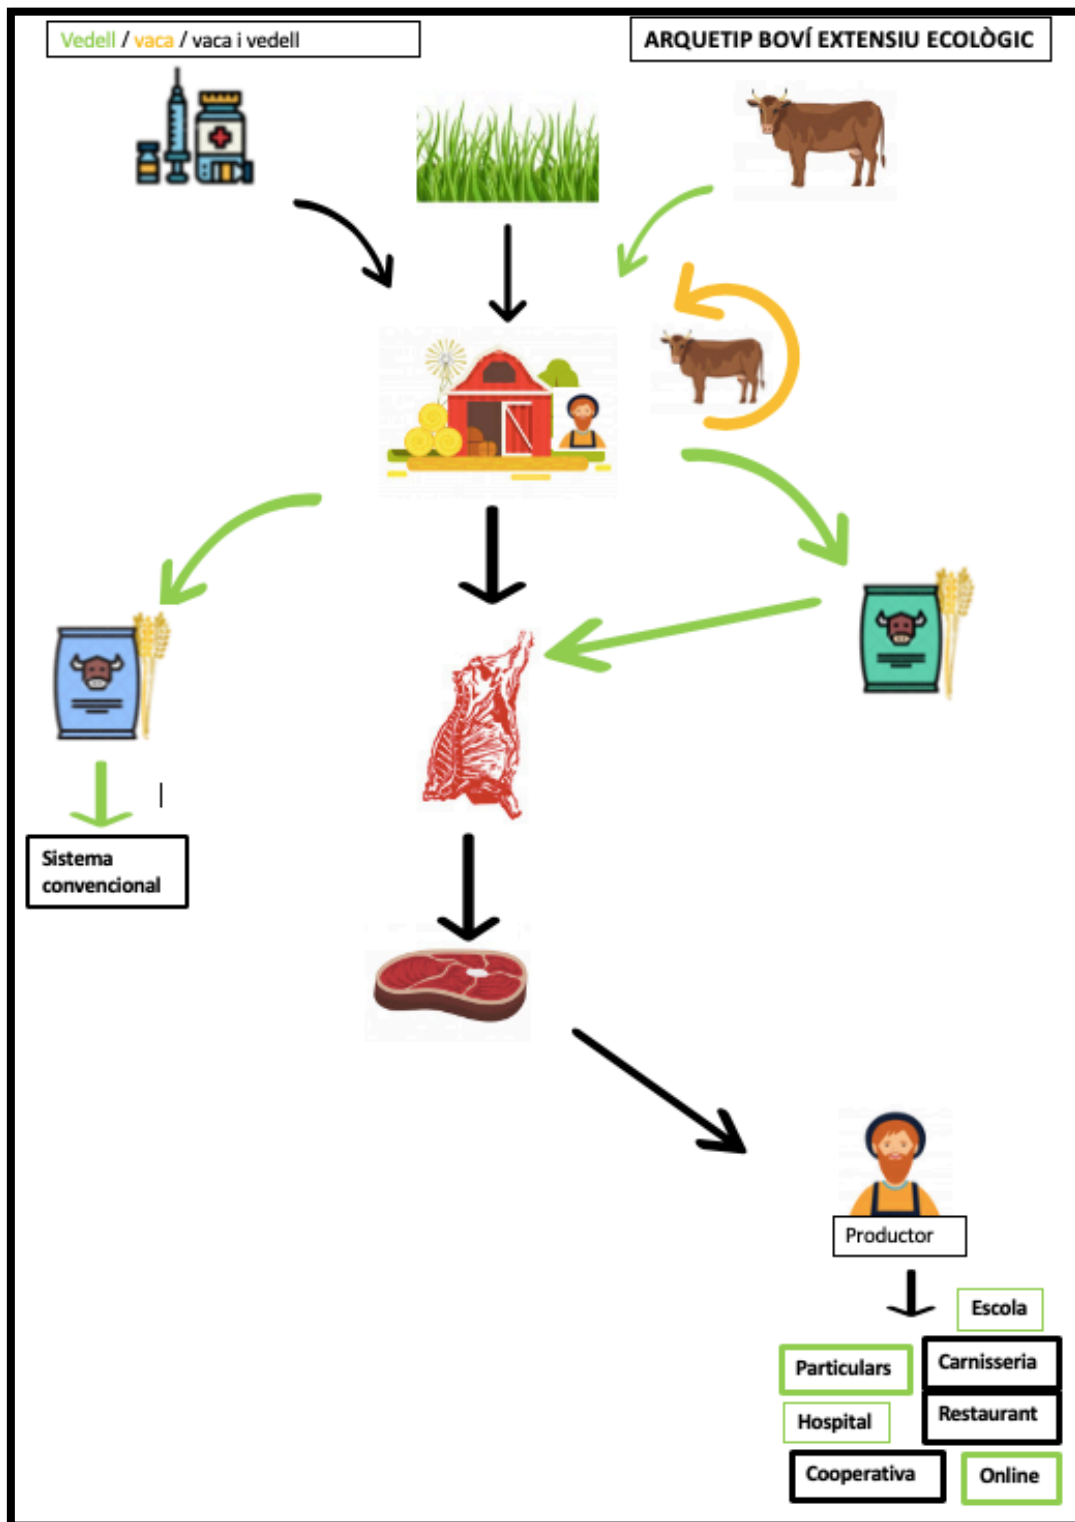 Vedell / vaca / vaca i vedell
ARQUETIP BOVÍ EXTENSIU ECOLÒGIC
Sistema
convencional
Productor
Escola
Particulars
Carnisseria
Hospital
Restaurant
Cooperativa
Online